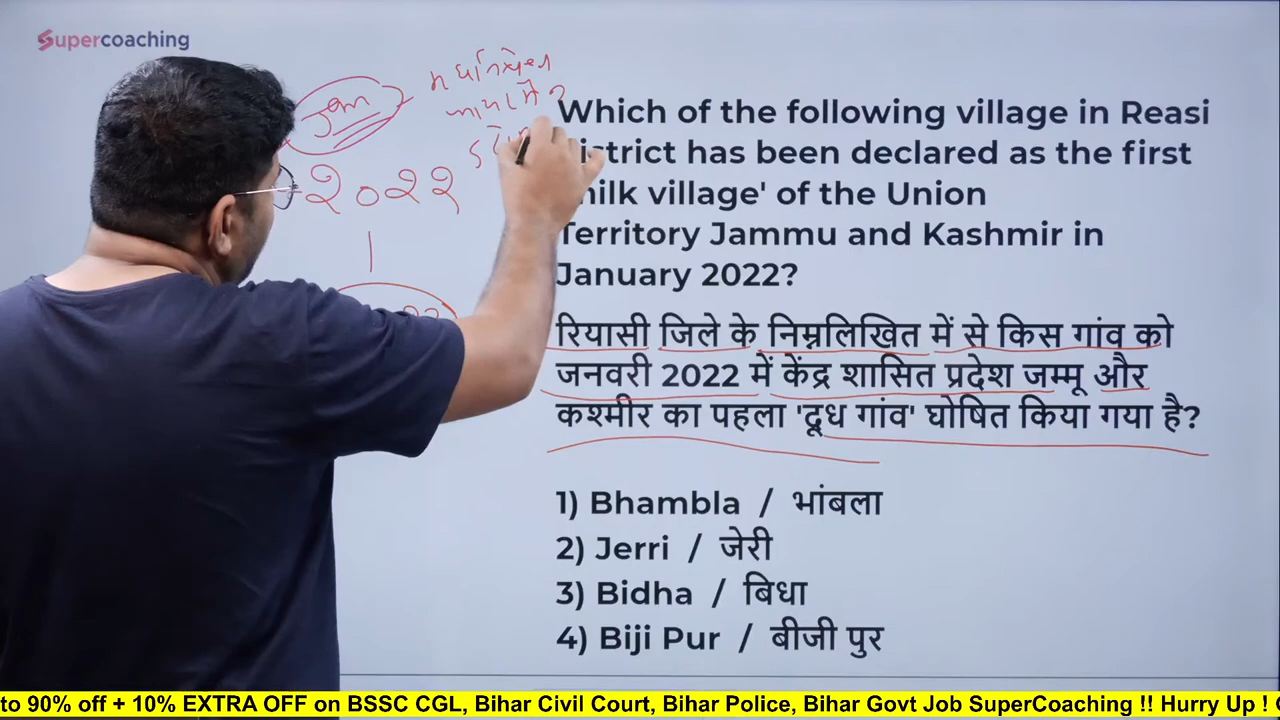 Supercoaching
Jan
2022
Which of the following village in Reasi
istrict has been declared as the first
milk village' of the Union
Territory Jammu and Kashmir in
January 2022?
रियासी जिले के निम्नलिखित में से किस गांव को
जनवरी 2022 में केंद्र शासित प्रदेश जम्मू और
कश्मीर का पहला 'दूध गांव' घोषित किया गया है?
1) Bhambla / भांबला
2) Jerri / जेरी
3) Bidha / बिधा
4) Biji Pur / बीजी पुर
to 90% off + 10% EXTRA OFF on BSSC CGL, Bihar Civil Court, Bihar Police, Bihar Govt Job SuperCoaching !! Hurry Up !